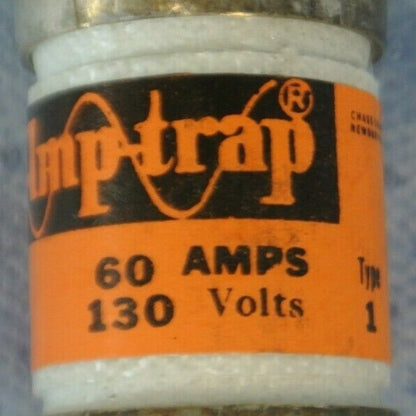 Amp-trap®
60 AMPS
130 Volts
Type
1